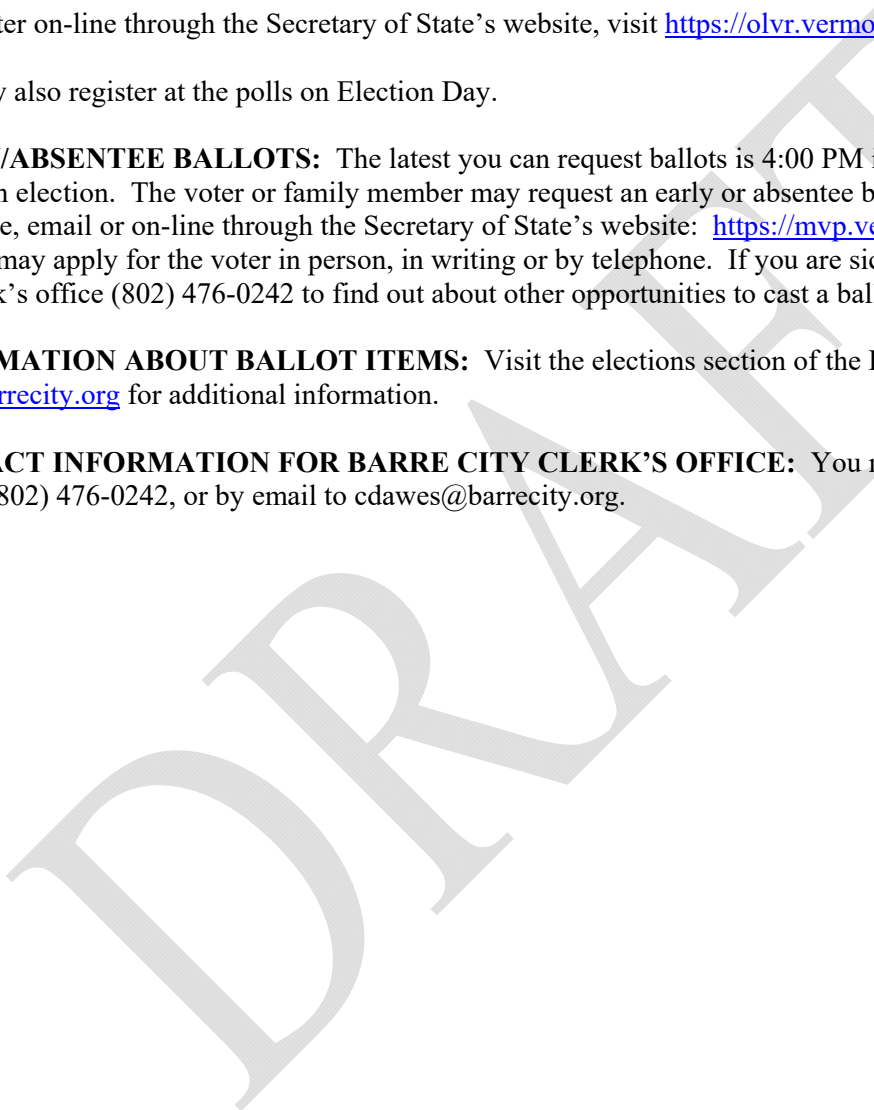 ter on-line through the Secretary of State’s website, visit https://olvr.vermo
y also register at the polls on Election Day.
/ABSENTEE BALLOTS: The latest you can request ballots is 4:00 PM i
n election. The voter or family member may request an early or absentee b
e, email or on-line through the Secretary of State’s website: https://mvp.ve
may apply for the voter in person, in writing or by telephone. If you are sic
k’s office (802) 476-0242 to find out about other opportunities to cast a bal
MATION ABOUT BALLOT ITEMS: Visit the elections section of the
rrecity.org for additional information.
ACT INFORMATION FOR BARRE CITY CLERK’S OFFICE: You
802) 476-0242, or by email to cdawes@barrecity.org.
DRAFT